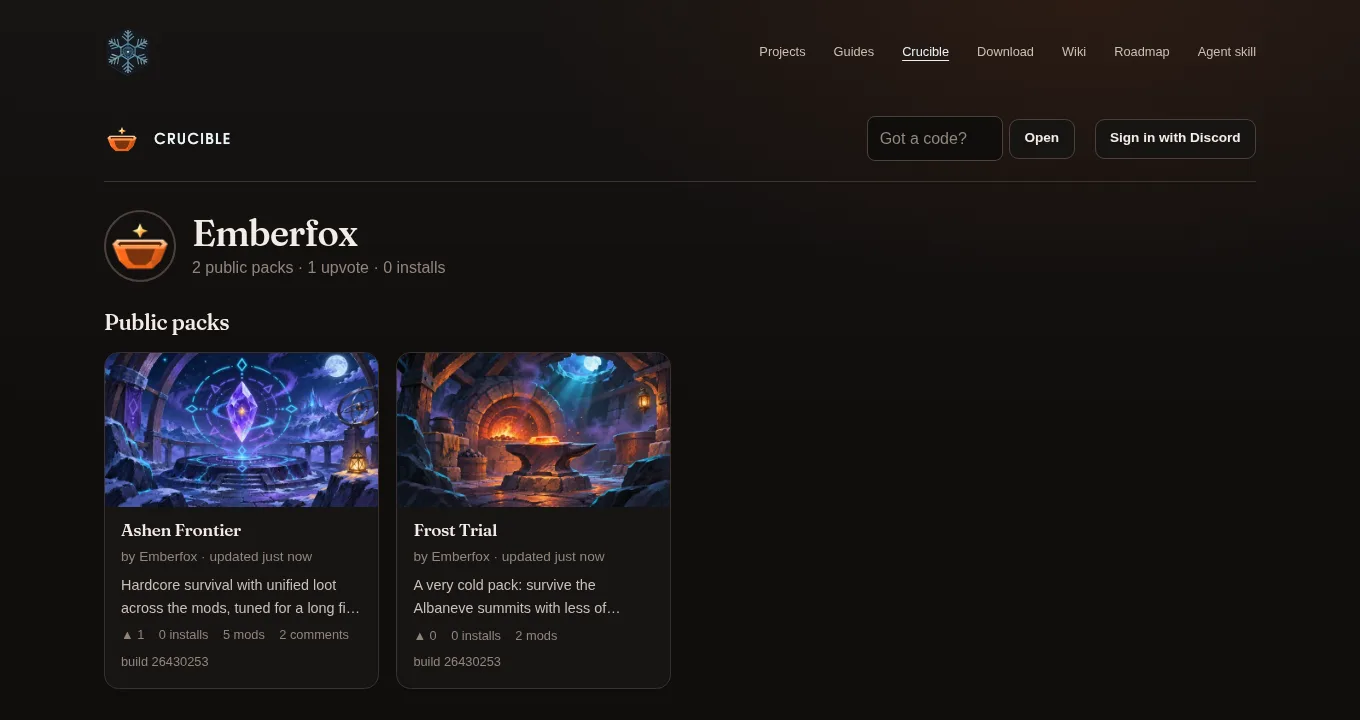 Projects Guides Crucible Download Wiki Roadmap Agent skill
CRUCIBLE
Got a code? Open Sign in with Discord
Emberfox
2 public packs · 1 upvote · 0 installs
Public packs
Ashen Frontier
by Emberfox · updated just now
Hardcore survival with unified loot
across the mods, tuned for a long fi…
▲ 1 0 installs 5 mods 2 comments
build 26430253
Frost Trial
by Emberfox · updated just now
A very cold pack: survive the
Albaneve summits with less of…
▲ 0 0 installs 2 mods
build 26430253